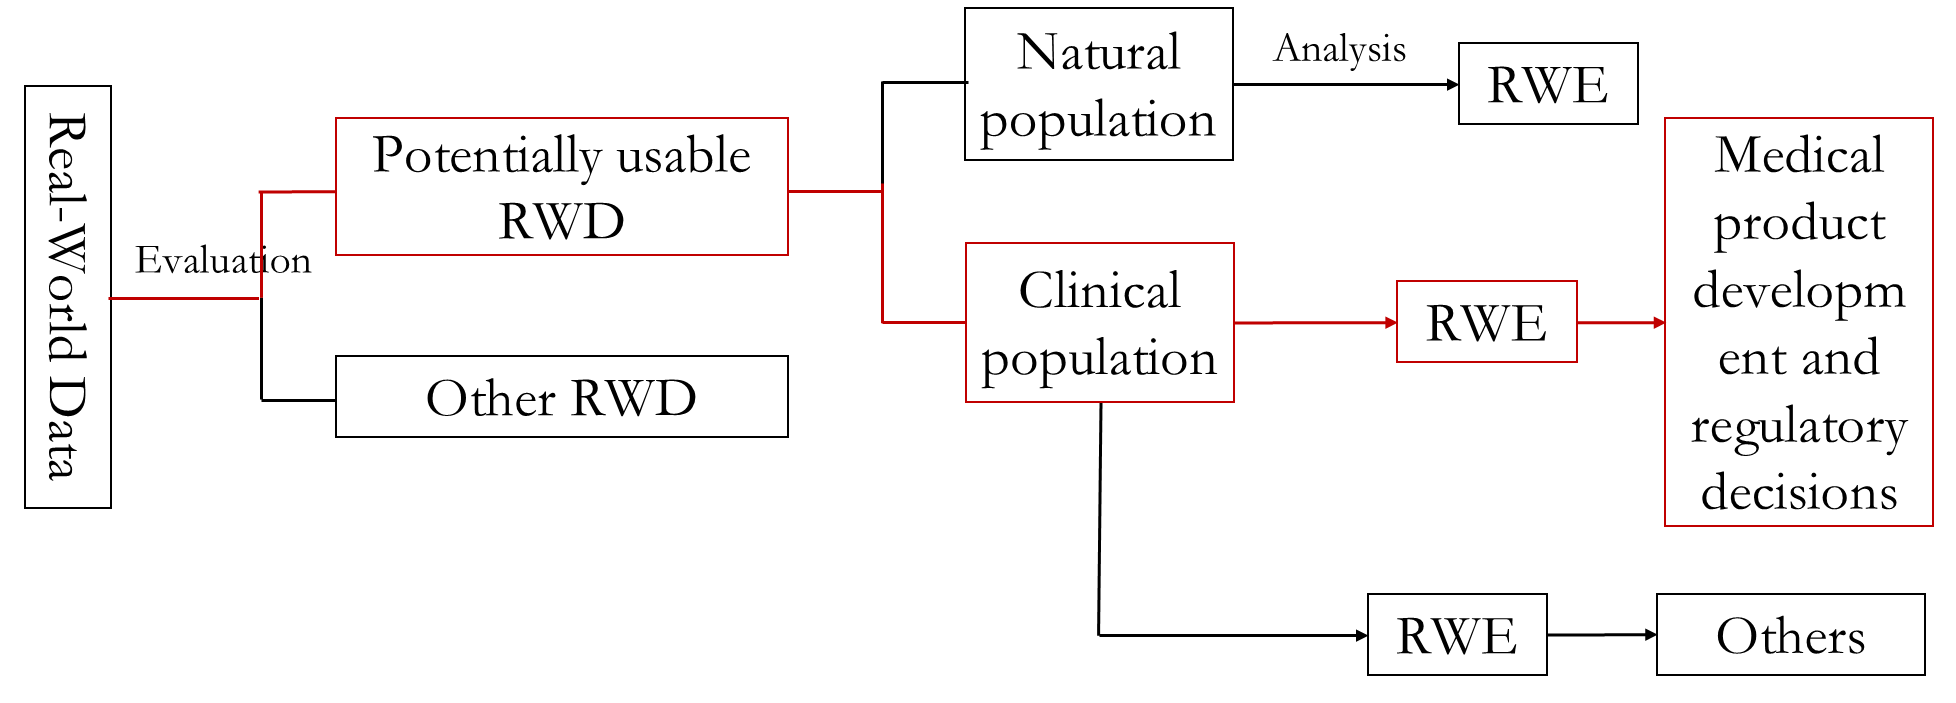 Real-World Data
Evaluation
Potentially usable
RWD
Other RWD
Natural
population
Analysis
RWE
Clinical
population
RWE
Medical
product
developm
ent and
regulatory
decisions
RWE
Others